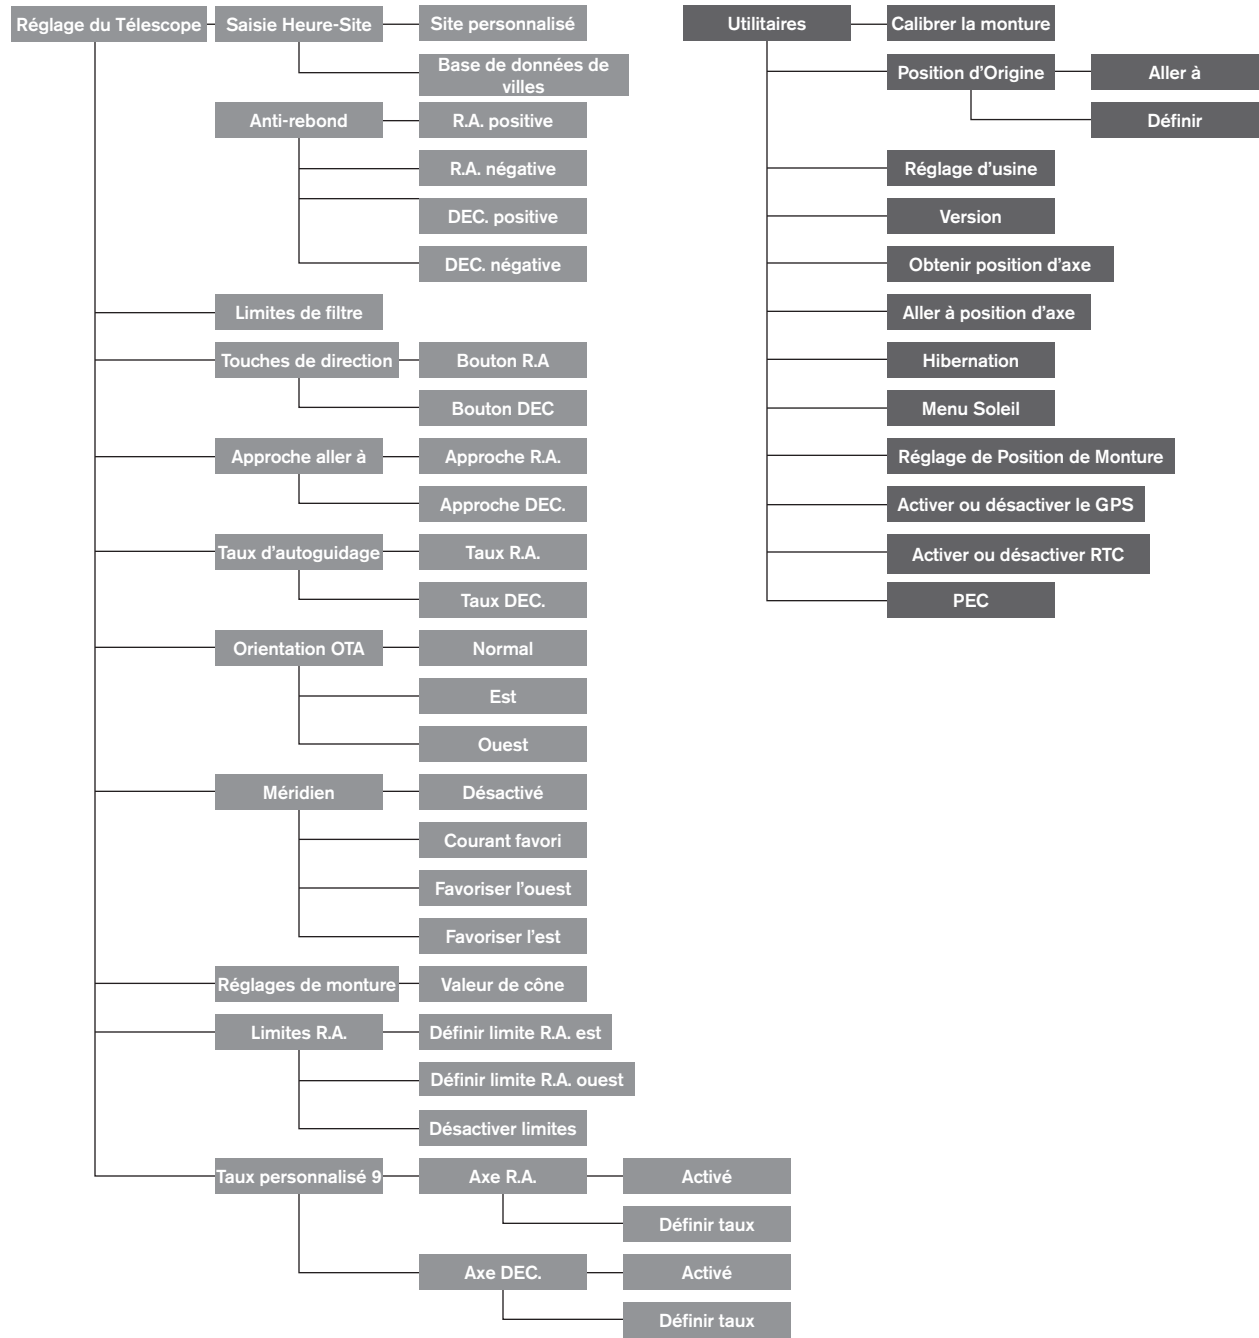 Réglage du Télescope
Saisie Heure-Site
Site personnalisé
Base de données de
villes
Anti-rebond
R.A. positive
R.A. négative
DEC. positive
DEC. négative
Limites de filtre
Touches de direction
Bouton R.A
Bouton DEC
Approche aller à
Approche R.A.
Approche DEC.
Taux d'autoguidage
Taux R.A.
Taux DEC.
Orientation OTA
Normal
Est
Ouest
Méridien
Désactivé
Courant favori
Favoriser l'ouest
Favoriser l'est
Réglages de monture
Valeur de cône
Limites R.A.
Définir limite R.A. est
Définir limite R.A. ouest
Désactiver limites
Taux personnalisé 9
Axe R.A.
Activé
Définir taux
Axe DEC.
Activé
Définir taux
Utilitaires
Calibrer la monture
Position d'Origine
Aller à
Définir
Réglage d'usine
Version
Obtenir position d'axe
Aller à position d'axe
Hibernation
Menu Soleil
Réglage de Position de Monture
Activer ou désactiver le GPS
Activer ou désactiver RTC
PEC